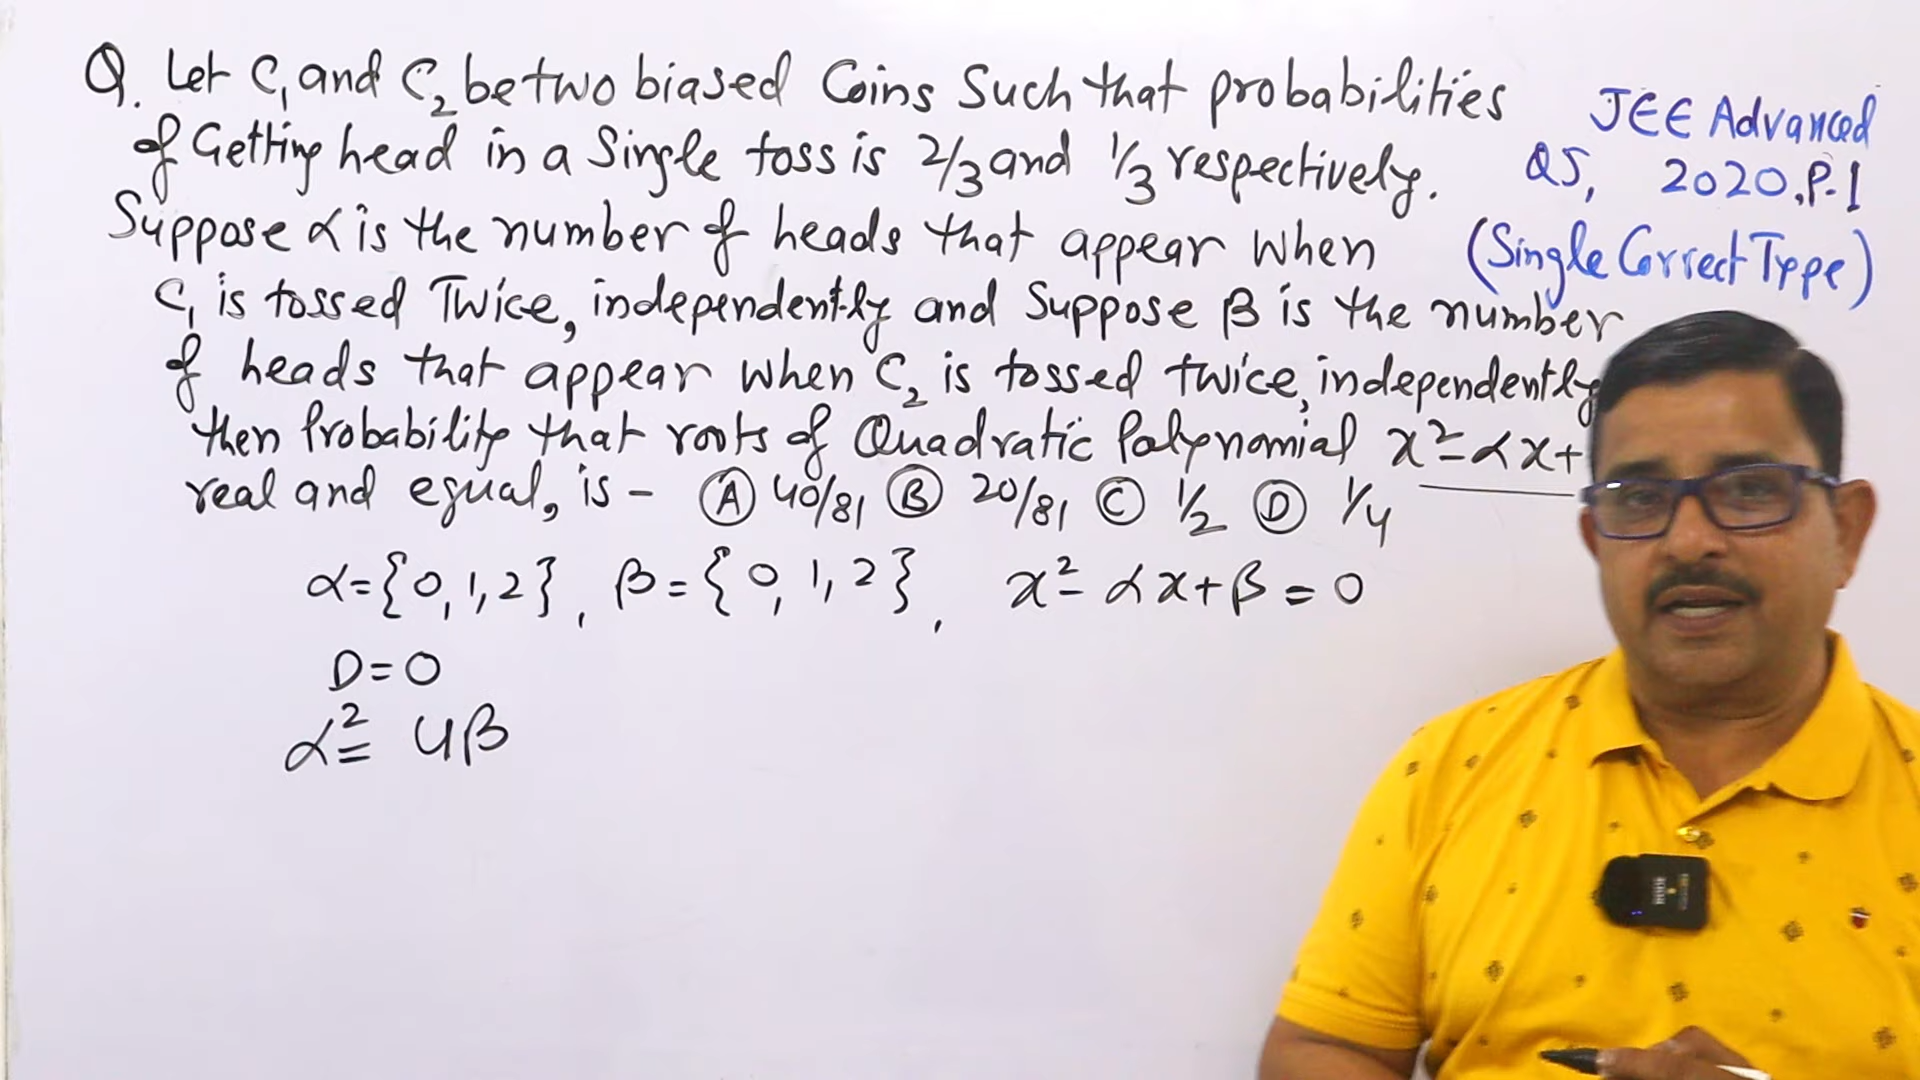 Q. Let C₁ and C₂ be two biased Coins Such that probabilities
of Getting head in a Single toss is 2/3 and 1/3 respectively.
Suppose α is the number of heads that appear when
C₁ is tossed Twice, independently and Suppose β is the number
of heads that appear when C₂ is tossed twice, independently
then Probability that roots of Quadratic Polynomial x²-αx+
real and equal, is - (A) 40/81 (B) 20/81 (C) 1/2 (D) 1/4
JEE Advanced
Q5, 2020, P-1
(Single Correct Type)
α={0,1,2}, β={0,1,2}, x²-αx+β=0
D=0
α²=4β